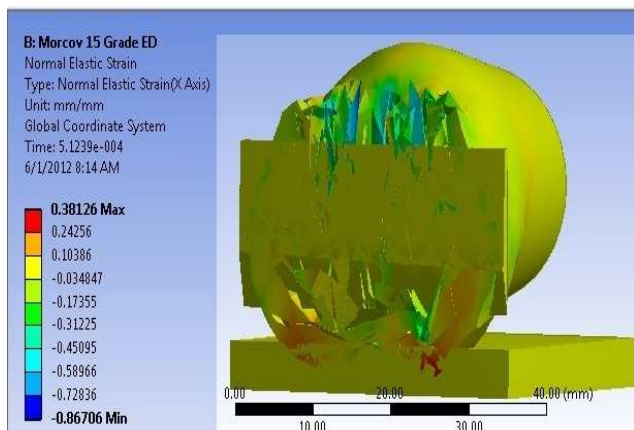 B: Morcov 15 Grade ED
Normal Elastic Strain
Type: Normal Elastic Strain(X Axis)
Unit: mm/mm
Global Coordinate System
Time: 5.1239e-004
6/1/2012 8:14 AM
0.38126 Max
0.24256
0.10386
-0.034847
-0.17355
-0.31225
-0.45095
-0.58966
-0.72836
-0.86706 Min
0.00 20.00 40.00 (mm)
10.00 30.00